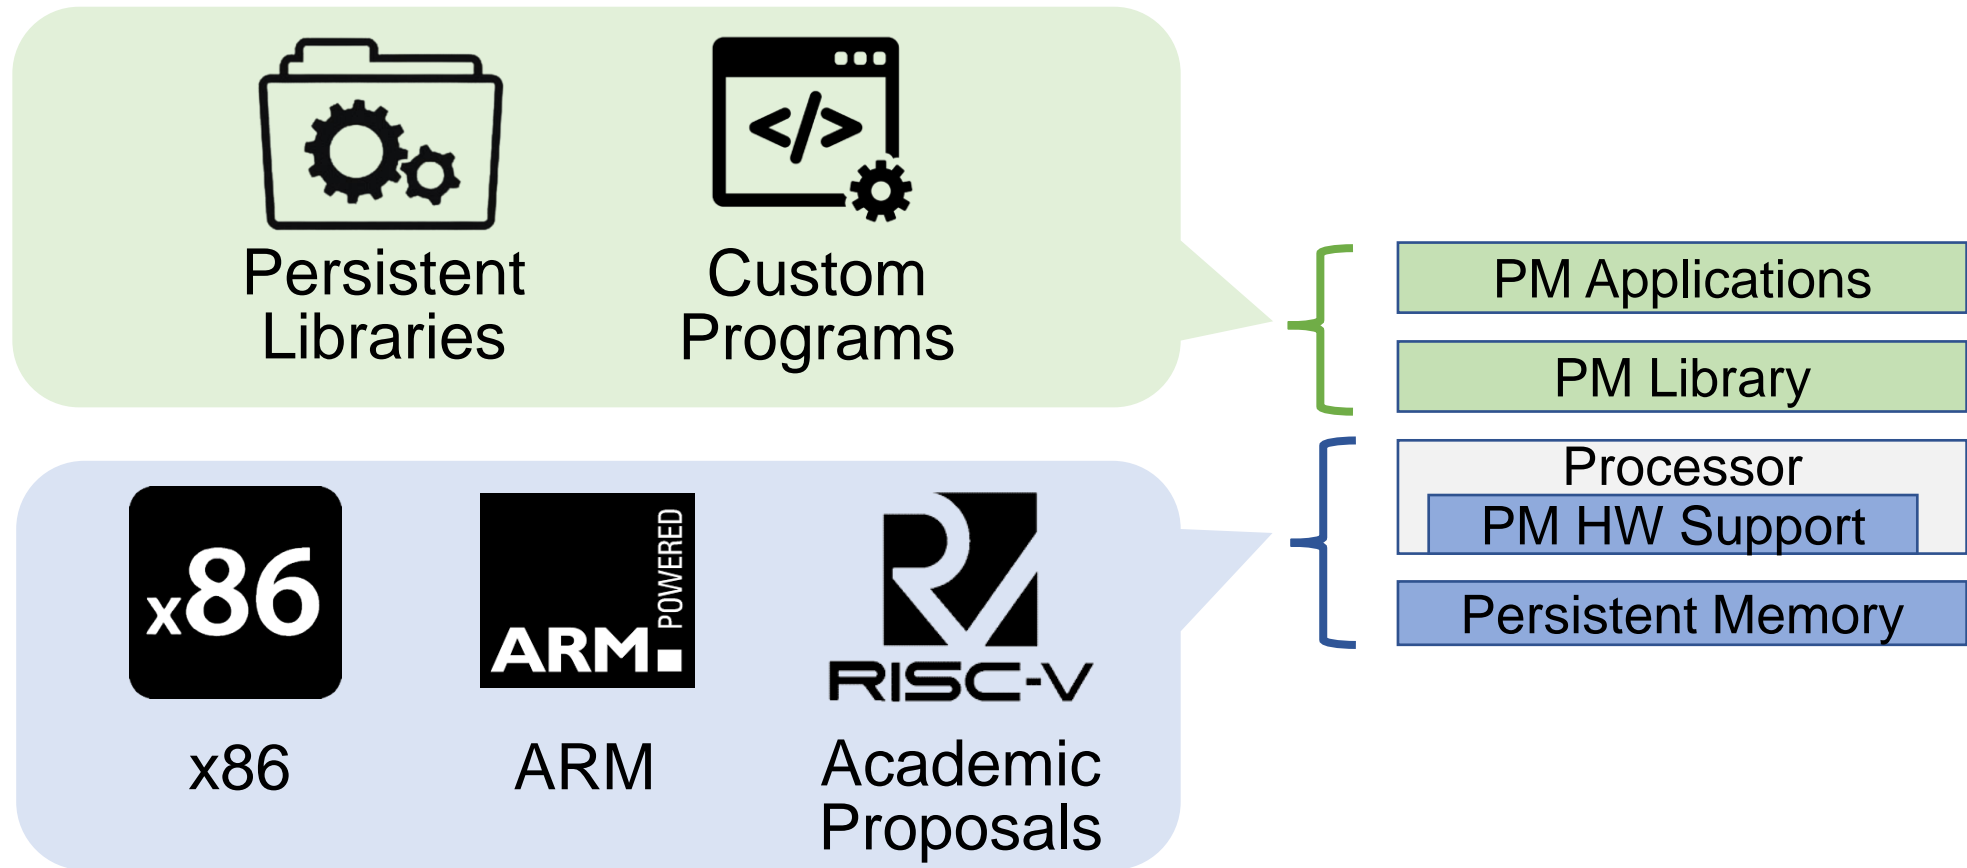 </>
Persistent
Libraries
Custom
Programs
PM Applications
PM Library
Processor
PM HW Support
Persistent Memory
x86
ARM
POWERED
RISC-V
x86
ARM
Academic
Proposals